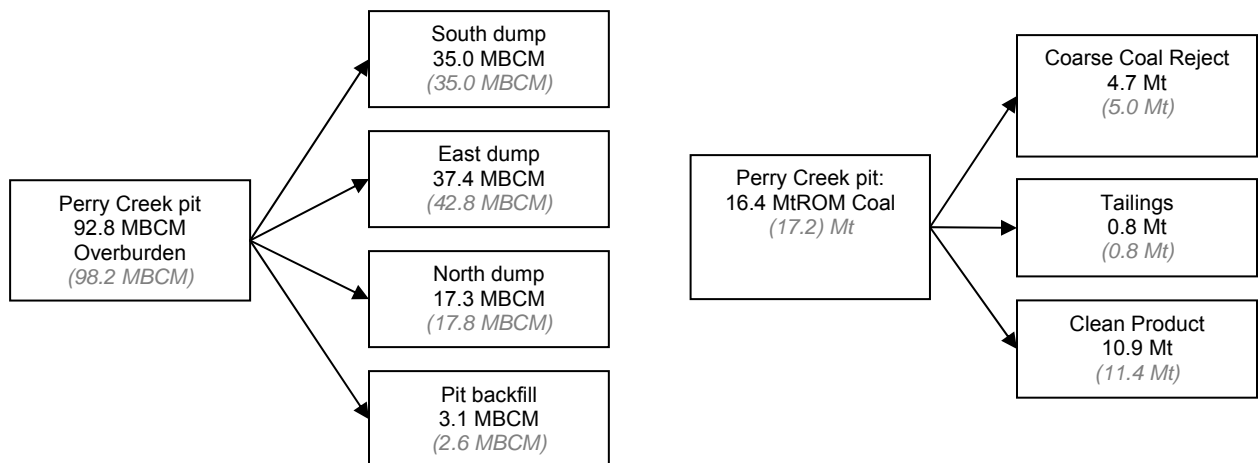 Perry Creek pit
92.8 MBCM
Overburden
(98.2 MBCM)
South dump
35.0 MBCM
(35.0 MBCM)
East dump
37.4 MBCM
(42.8 MBCM)
North dump
17.3 MBCM
(17.8 MBCM)
Pit backfill
3.1 MBCM
(2.6 MBCM)
Perry Creek pit:
16.4 MtROM Coal
(17.2) Mt
Coarse Coal Reject
4.7 Mt
(5.0 Mt)
Tailings
0.8 Mt
(0.8 Mt)
Clean Product
10.9 Mt
(11.4 Mt)